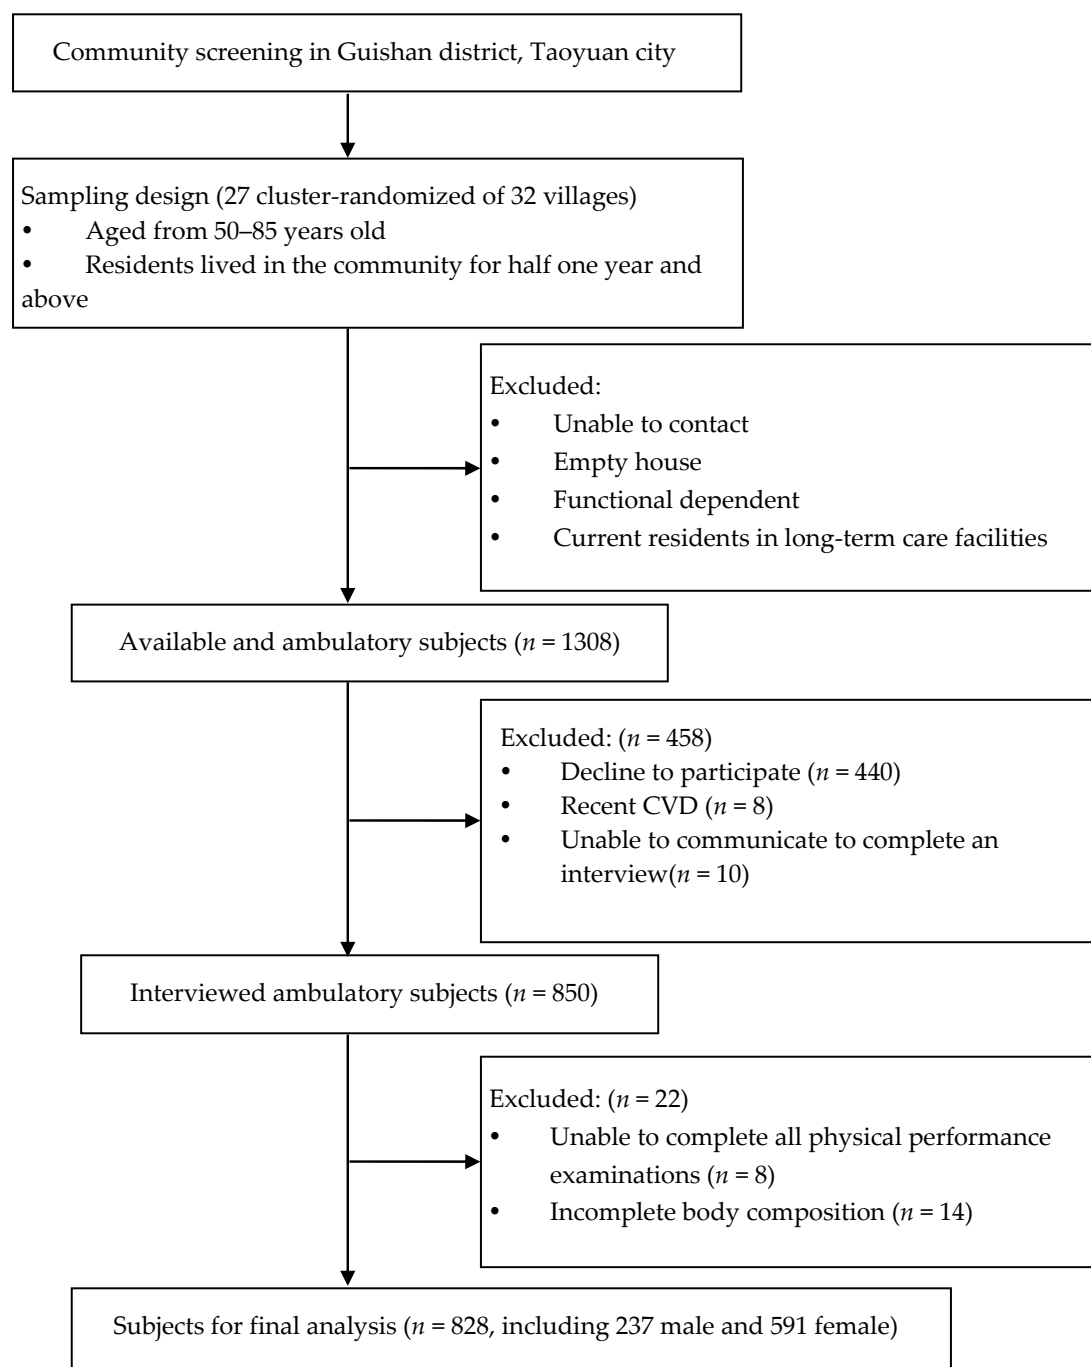 Community screening in Guishan district, Taoyuan city
Sampling design (27 cluster-randomized of 32 villages)
• Aged from 50–85 years old
• Residents lived in the community for half one year and
above
Excluded:
• Unable to contact
• Empty house
• Functional dependent
• Current residents in long-term care facilities
Available and ambulatory subjects (n = 1308)
Excluded: (n = 458)
• Decline to participate (n = 440)
• Recent CVD (n = 8)
• Unable to communicate to complete an
interview(n = 10)
Interviewed ambulatory subjects (n = 850)
Excluded: (n = 22)
• Unable to complete all physical performance
examinations (n = 8)
• Incomplete body composition (n = 14)
Subjects for final analysis (n = 828, including 237 male and 591 female)